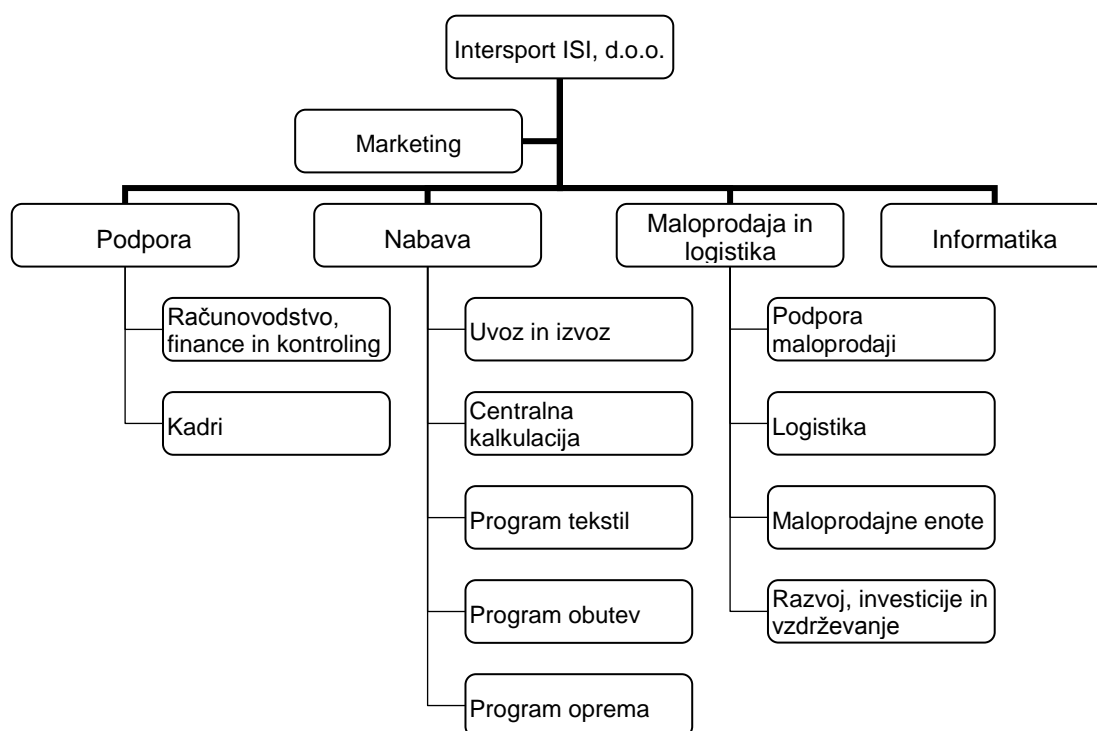 Intersport ISI, d.o.o.
Marketing
Podpora
Nabava
Maloprodaja in
logistika
Informatika
Računovodstvo,
finance in kontroling
Kadri
Uvoz in izvoz
Centralna
kalkulacija
Program tekstil
Program obutev
Program oprema
Podpora
maloprodaji
Logistika
Maloprodajne enote
Razvoj, investicije in
vzdrževanje